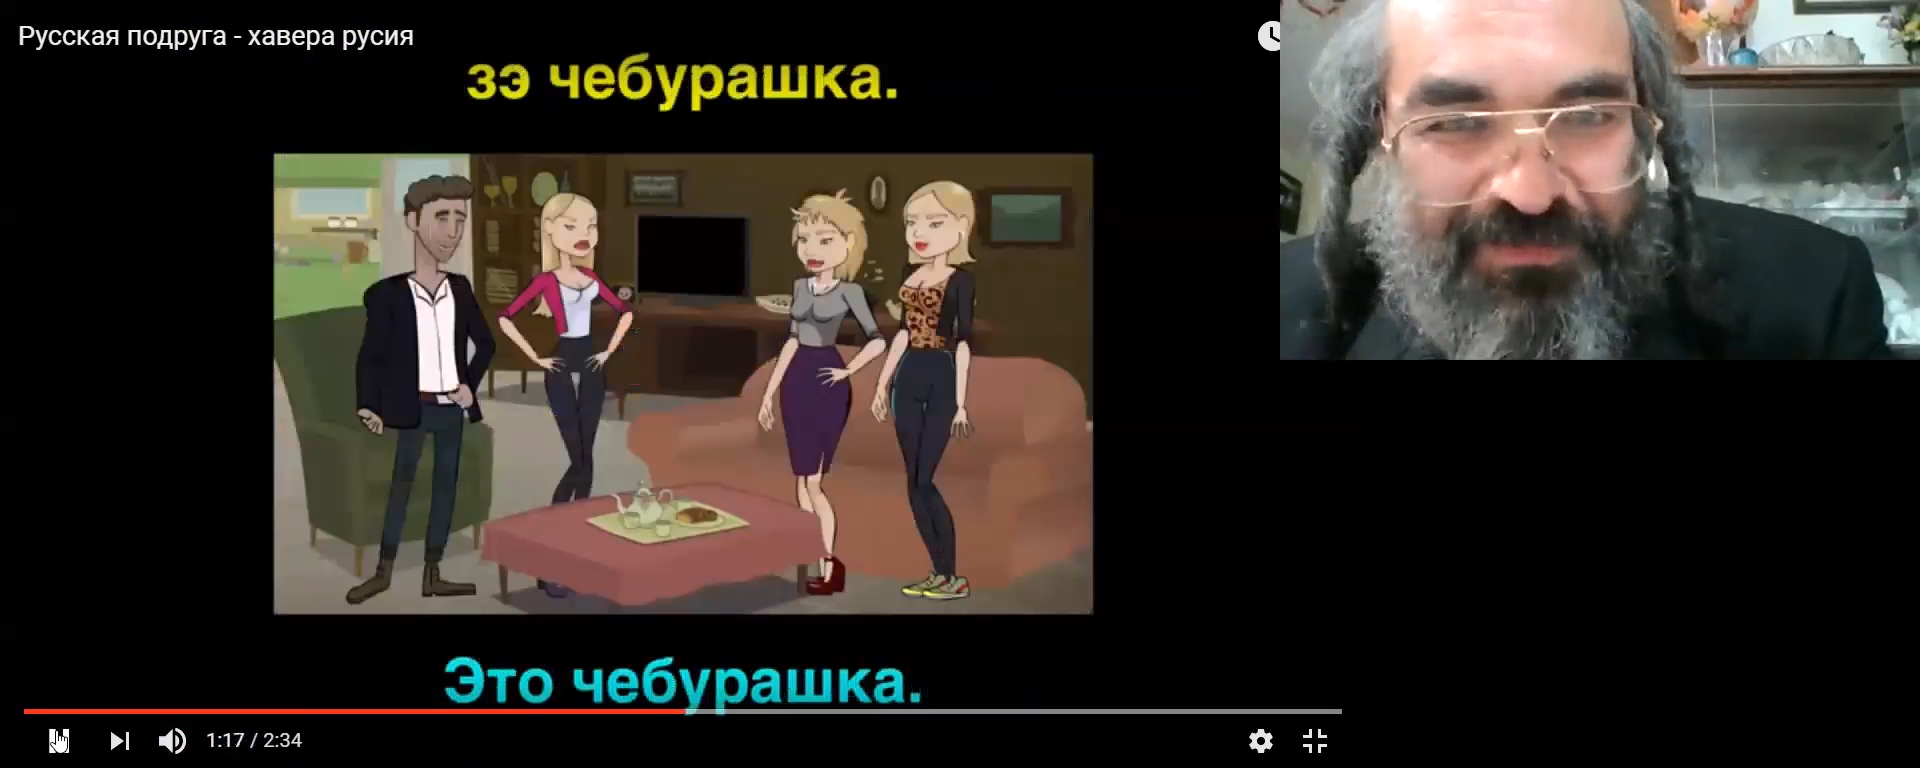 Русская подруга - хавера русия
зэ чебурашка.
Это чебурашка.
1:17 / 2:34